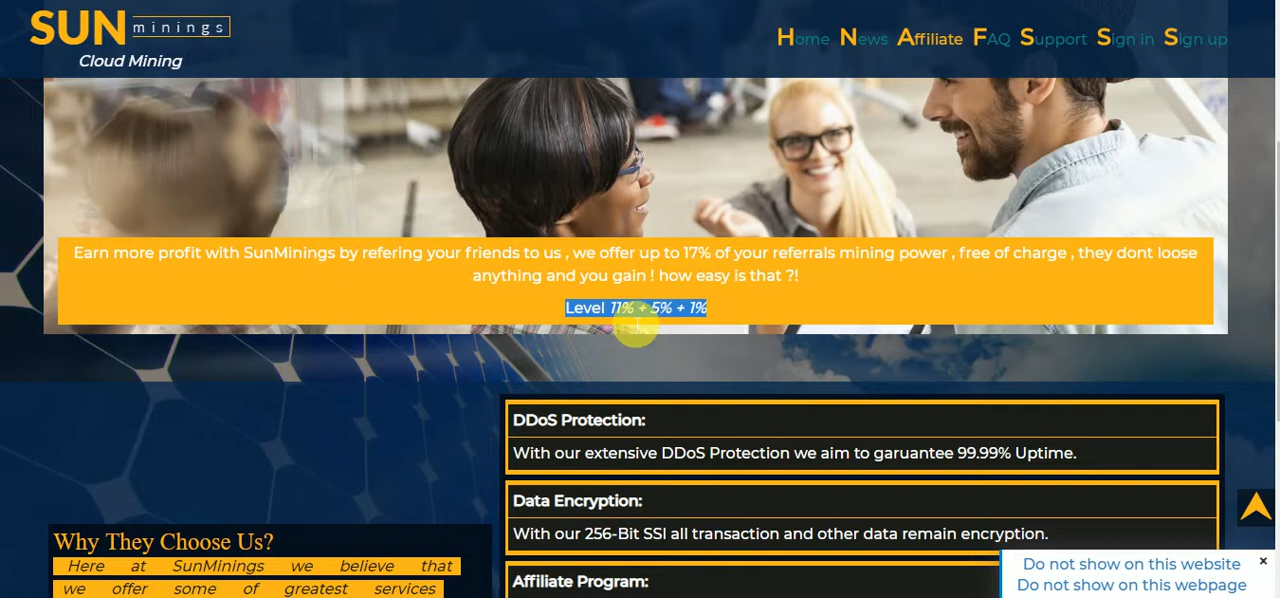 SUN minings
Cloud Mining
Home News Affiliate FAQ Support Sign in Sign up
Earn more profit with SunMinings by refering your friends to us , we offer up to 17% of your referrals mining power , free of charge , they dont loose
anything and you gain ! how easy is that ?!
Level 11% + 5% + 1%
DDoS Protection:
With our extensive DDoS Protection we aim to garuantee 99.99% Uptime.
Data Encryption:
With our 256-Bit SSl all transaction and other data remain encryption.
Affiliate Program:
Why They Choose Us?
Here at SunMinings we believe that
we offer some of greatest services
Do not show on this website
Do not show on this webpage